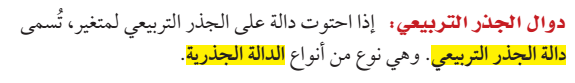 دوال الجذر التربيعي: إذا احتوت دالة على الجذر التربيعي لمتغير، تُسمى
دالة الجذر التربيعي. وهي نوع من أنواع الدالة الجذرية.